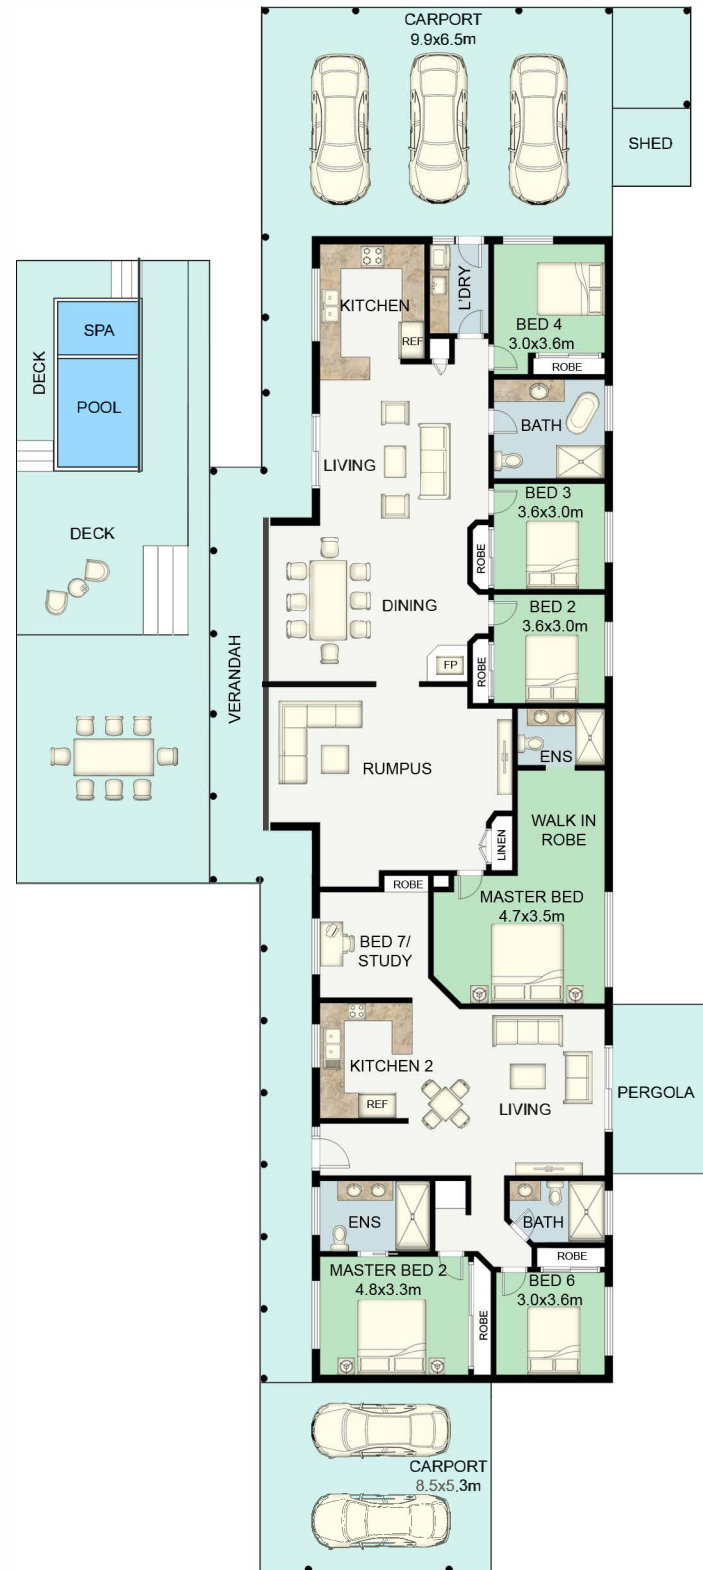 CARPORT
9.9x6.5m
SHED
KITCHEN
L'DRY
REF
BED 4
3.0x3.6m
ROBE
SPA
DECK
POOL
BATH
LIVING
BED 3
3.6x3.0m
ROBE
DECK
DINING
BED 2
3.6x3.0m
ROBE
FP
VERANDAH
RUMPUS
ENS
WALK IN
ROBE
LINEN
ROBE
MASTER BED
4.7x3.5m
BED 7/
STUDY
KITCHEN 2
REF
LIVING
PERGOLA
ENS
BATH
ROBE
MASTER BED 2
4.8x3.3m
ROBE
BED 6
3.0x3.6m
CARPORT
8.5x5.3m